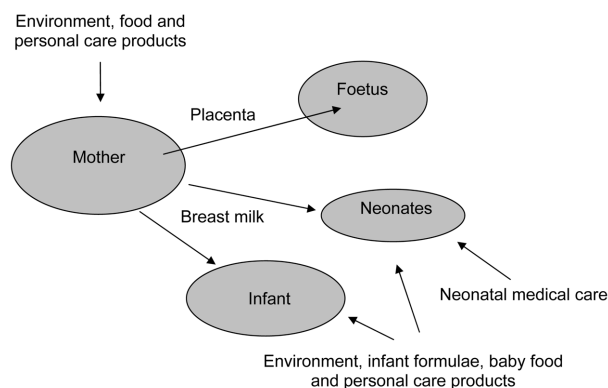 Environment, food and
personal care products
Foetus
Placenta
Mother
Neonates
Breast milk
Infant
Neonatal medical care
Environment, infant formulae, baby food
and personal care products